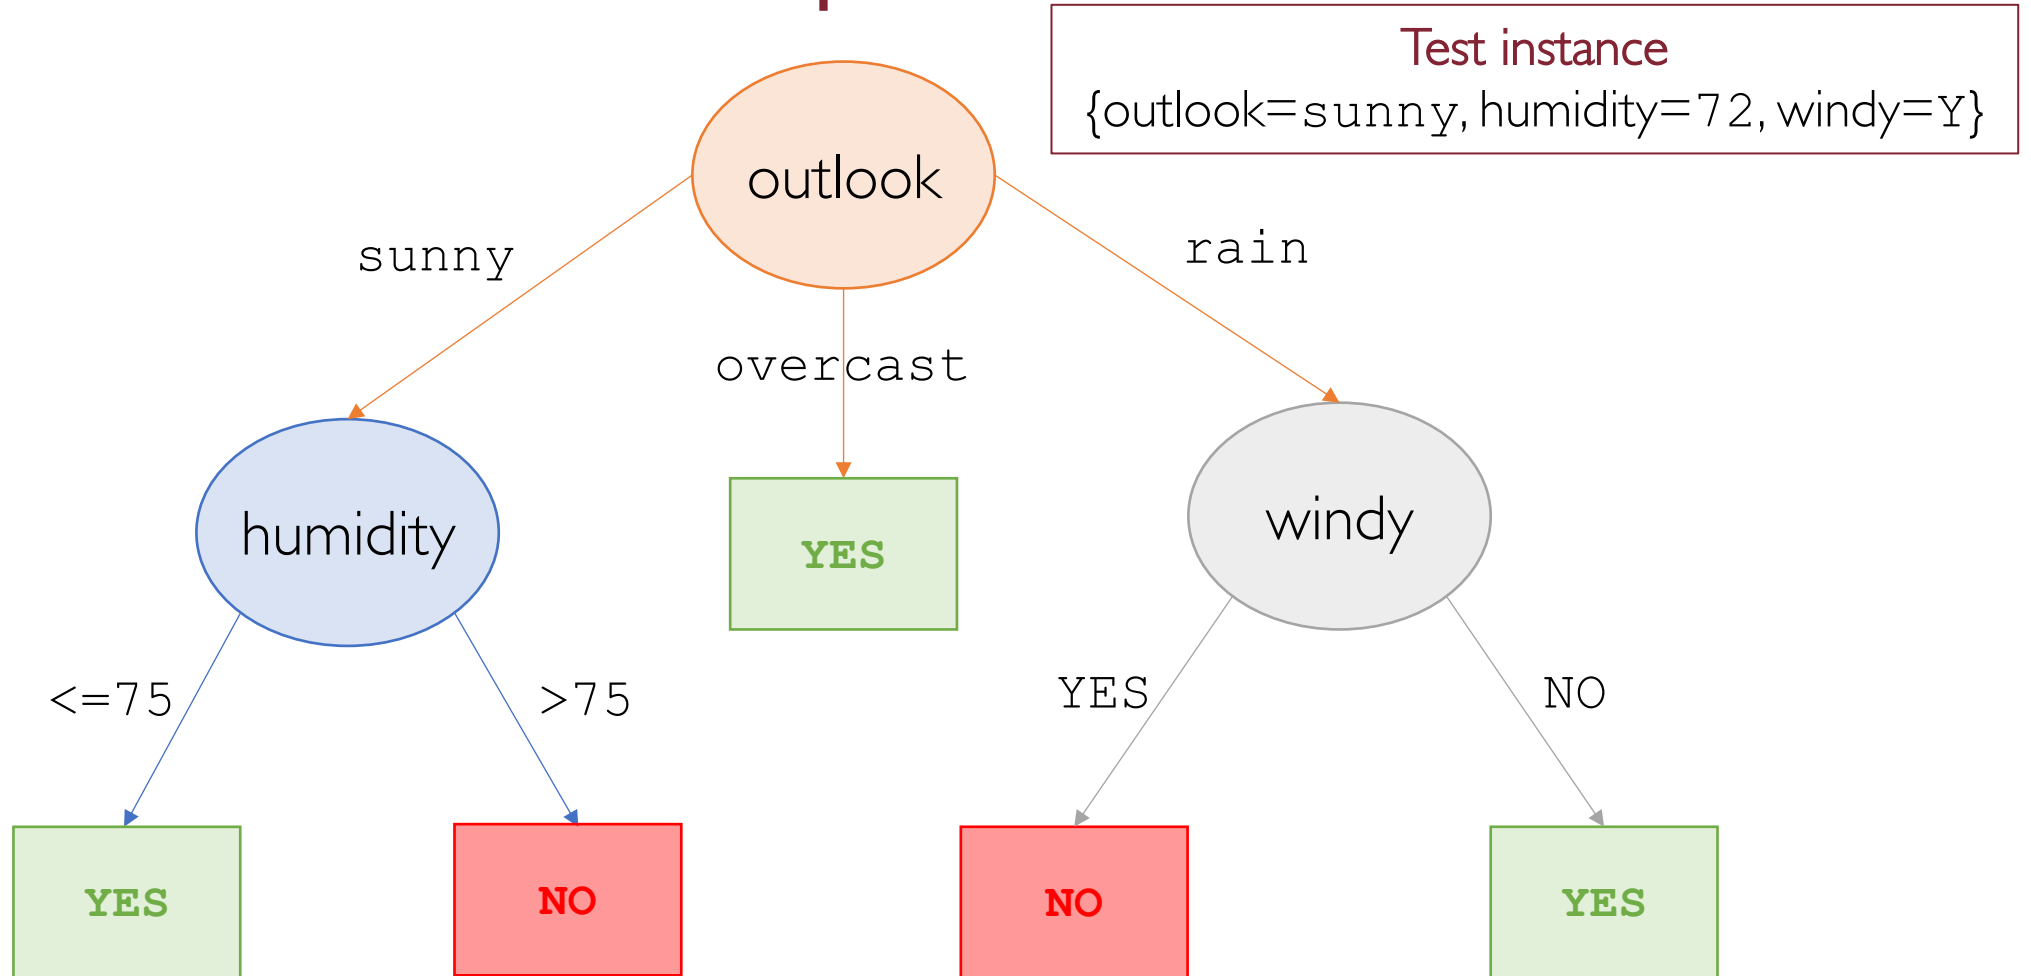 Test instance
{outlook=sunny, humidity=72, windy=Y}
outlook
sunny
rain
overcast
humidity
windy
YES
<=75
>75
YES
NO
YES
NO
NO
YES